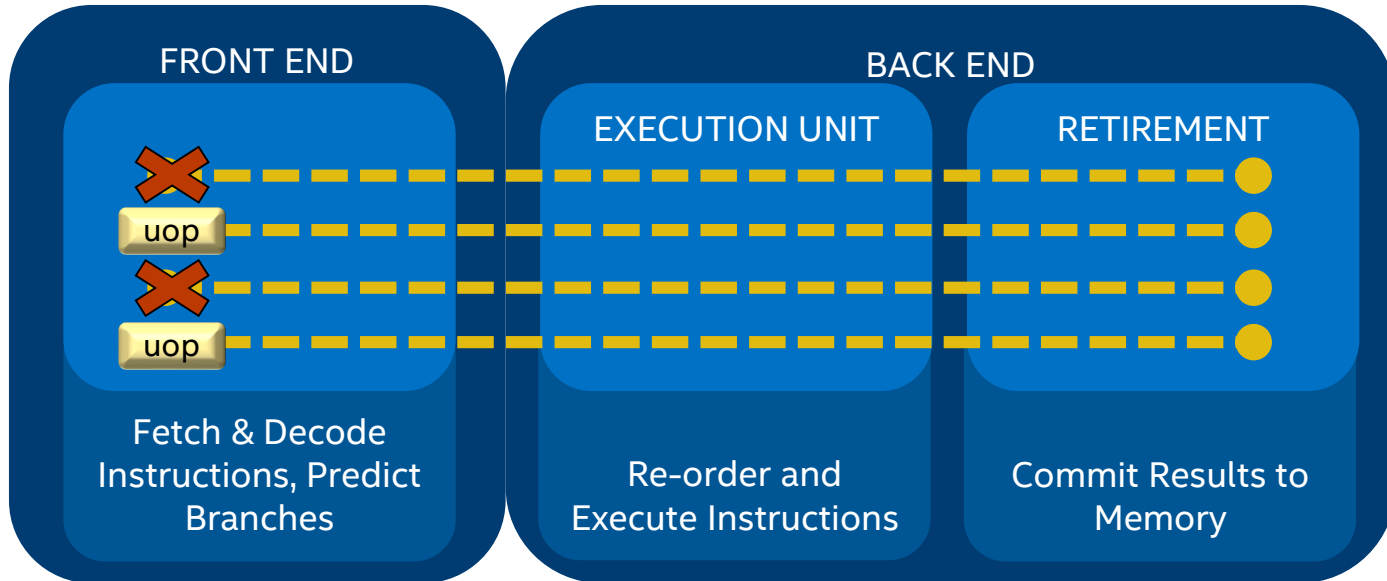 FRONT END
BACK END
EXECUTION UNIT
RETIREMENT
uop
uop
Fetch & Decode
Instructions, Predict
Branches
Re-order and
Execute Instructions
Commit Results to
Memory